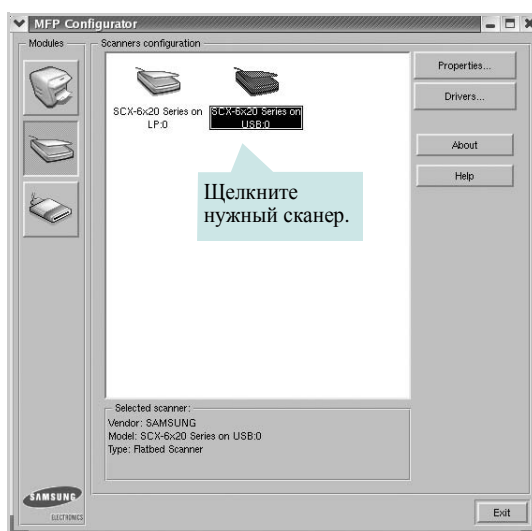 MFP Configurator
Modules
Scanners configuration
Properties...
Drivers...
About
Help
SCX-6x20 Series on
LP:0
SCX-6x20 Series on
USB:0
Щелкните
нужный сканер.
Selected scanner:
Vendor: SAMSUNG
Model: SCX-6x20 Series on USB:0
Type: Flatbed Scanner
SAMSUNG
ELECTRONICS
Exit